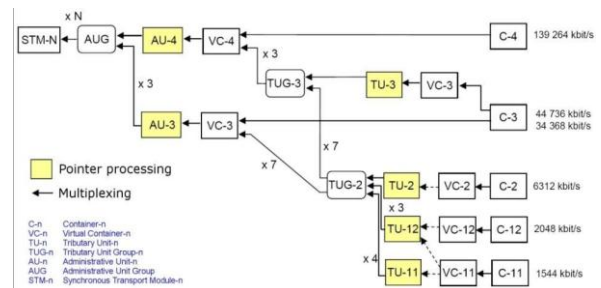 x N
STM-N AUG AU-4 VC-4 C-4 139 264 kbit/s
x 3
TUG-3 TU-3 VC-3
x 3
AU-3 VC-3 C-3 44 736 kbit/s
34 368 kbit/s
x 7
x 7
Pointer processing
Multiplexing
TUG-2 TU-2 VC-2 C-2 6312 kbit/s
x 3
TU-12 VC-12 C-12 2048 kbit/s
x 4
TU-11 VC-11 C-11 1544 kbit/s
C-n Container-n
VC-n Virtual Container-n
TU-n Tributary Unit-n
TUG-n Tributary Unit Group-n
AU-n Administrative Unit-n
AUG Administrative Unit Group
STM-n Synchronous Transport Module-n